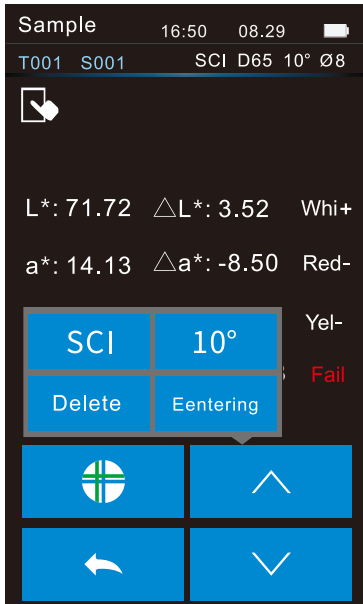 Sample 16:50 08.29
T001 S001 SCI D65 10° Ø8
L*: 71.72 △L*: 3.52 Whi+
a*: 14.13 △a*: -8.50 Red-
Yel-
SCI 10°
Fail
Delete Eentering